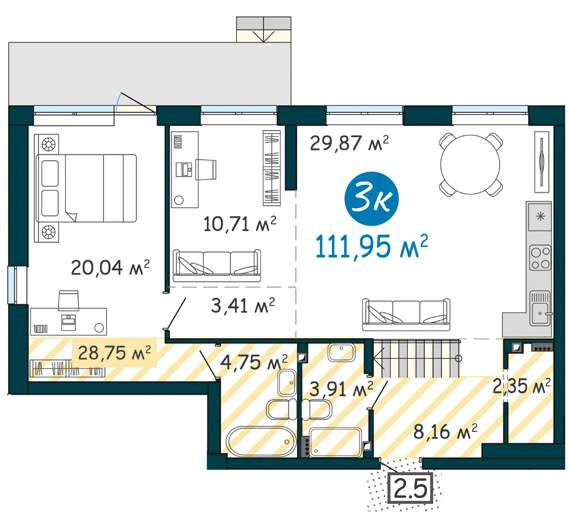 29,87 м²
3к
111,95 м²
10,71 м²
20,04 м²
3,41 м²
28,75 м²
4,75 м²
3,91 м²
2,35 м²
8,16 м²
2.5